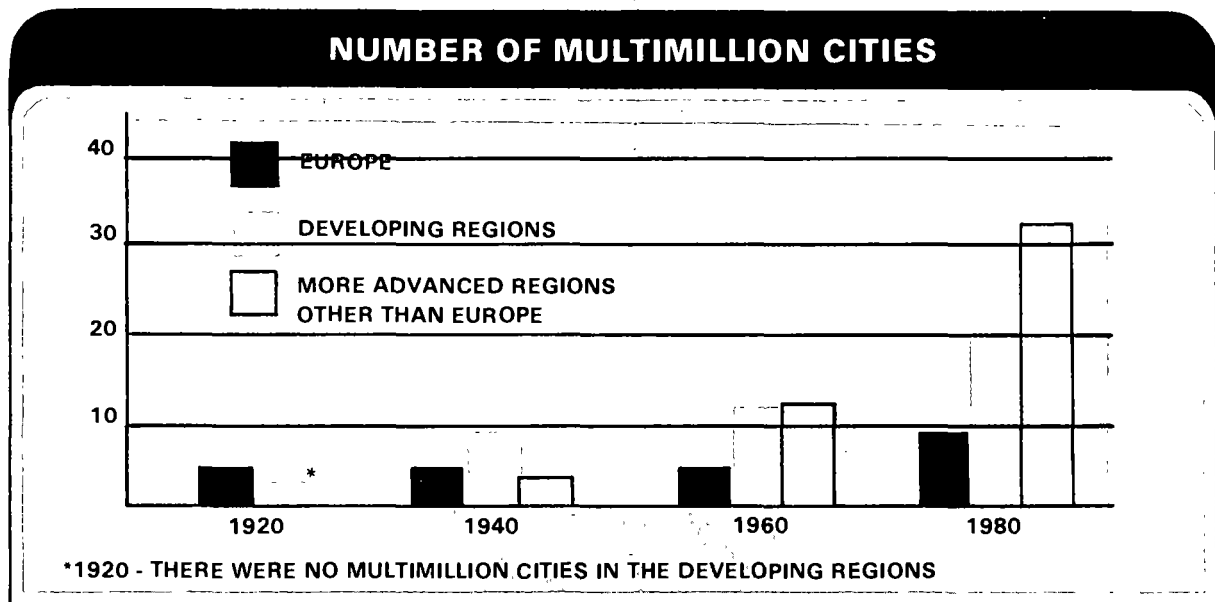 NUMBER OF MULTIMILLION CITIES
40
EUROPE
30
DEVELOPING REGIONS
MORE ADVANCED REGIONS
OTHER THAN EUROPE
20
10
*
1920
1940
1960
1980
*1920 - THERE WERE NO MULTIMILLION CITIES IN THE DEVELOPING REGIONS